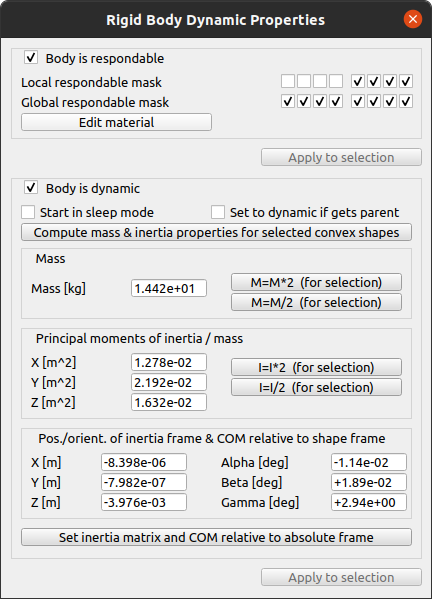 Rigid Body Dynamic Properties
Body is respondable
Local respondable mask
Global respondable mask
Edit material
Apply to selection
Body is dynamic
Start in sleep mode Set to dynamic if gets parent
Compute mass & inertia properties for selected convex shapes
Mass
Mass [kg] 1.442e+01 M=M*2 (for selection)
M=M/2 (for selection)
Principal moments of inertia / mass
X [m^2] 1.278e-02 I=I*2 (for selection)
Y [m^2] 2.192e-02 I=I/2 (for selection)
Z [m^2] 1.632e-02
Pos./orient. of inertia frame & COM relative to shape frame
X [m] -8.398e-06 Alpha [deg] -1.14e-02
Y [m] -7.982e-07 Beta [deg] +1.89e-02
Z [m] -3.976e-03 Gamma [deg] +2.94e+00
Set inertia matrix and COM relative to absolute frame
Apply to selection